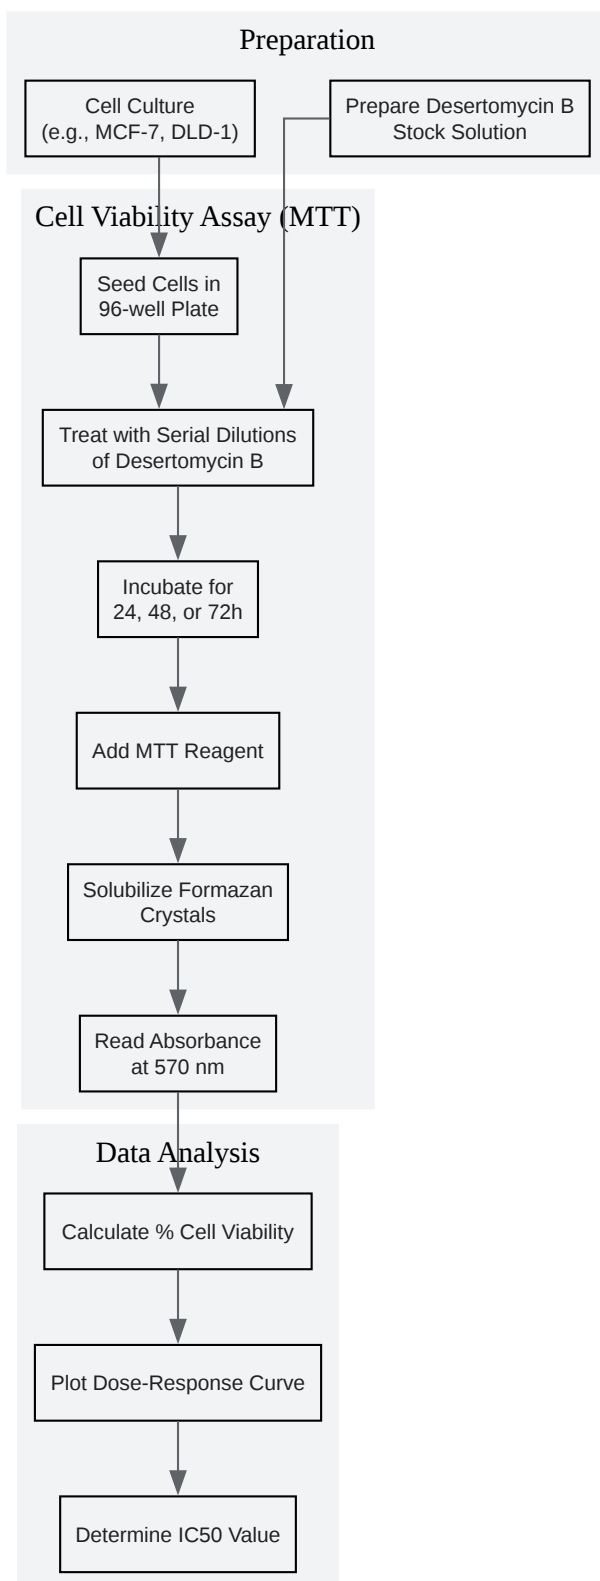 Preparation
Cell Culture
(e.g., MCF-7, DLD-1)
Prepare Desertomycin B
Stock Solution
Cell Viability Assay (MTT)
Seed Cells in
96-well Plate
Treat with Serial Dilutions
of Desertomycin B
Incubate for
24, 48, or 72h
Add MTT Reagent
Solubilize Formazan
Crystals
Read Absorbance
at 570 nm
Data Analysis
Calculate % Cell Viability
Plot Dose-Response Curve
Determine IC50 Value